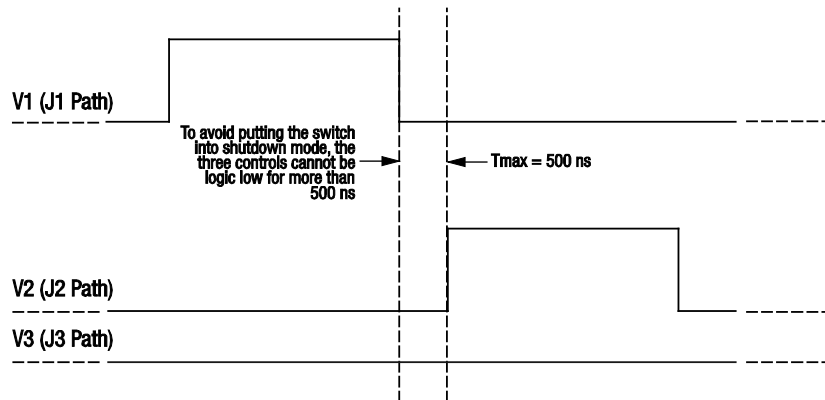 V1 (J1 Path)
To avoid putting the switch
into shutdown mode, the
three controls cannot be
logic low for more than
500 ns
Tmax = 500 ns
V2 (J2 Path)
V3 (J3 Path)